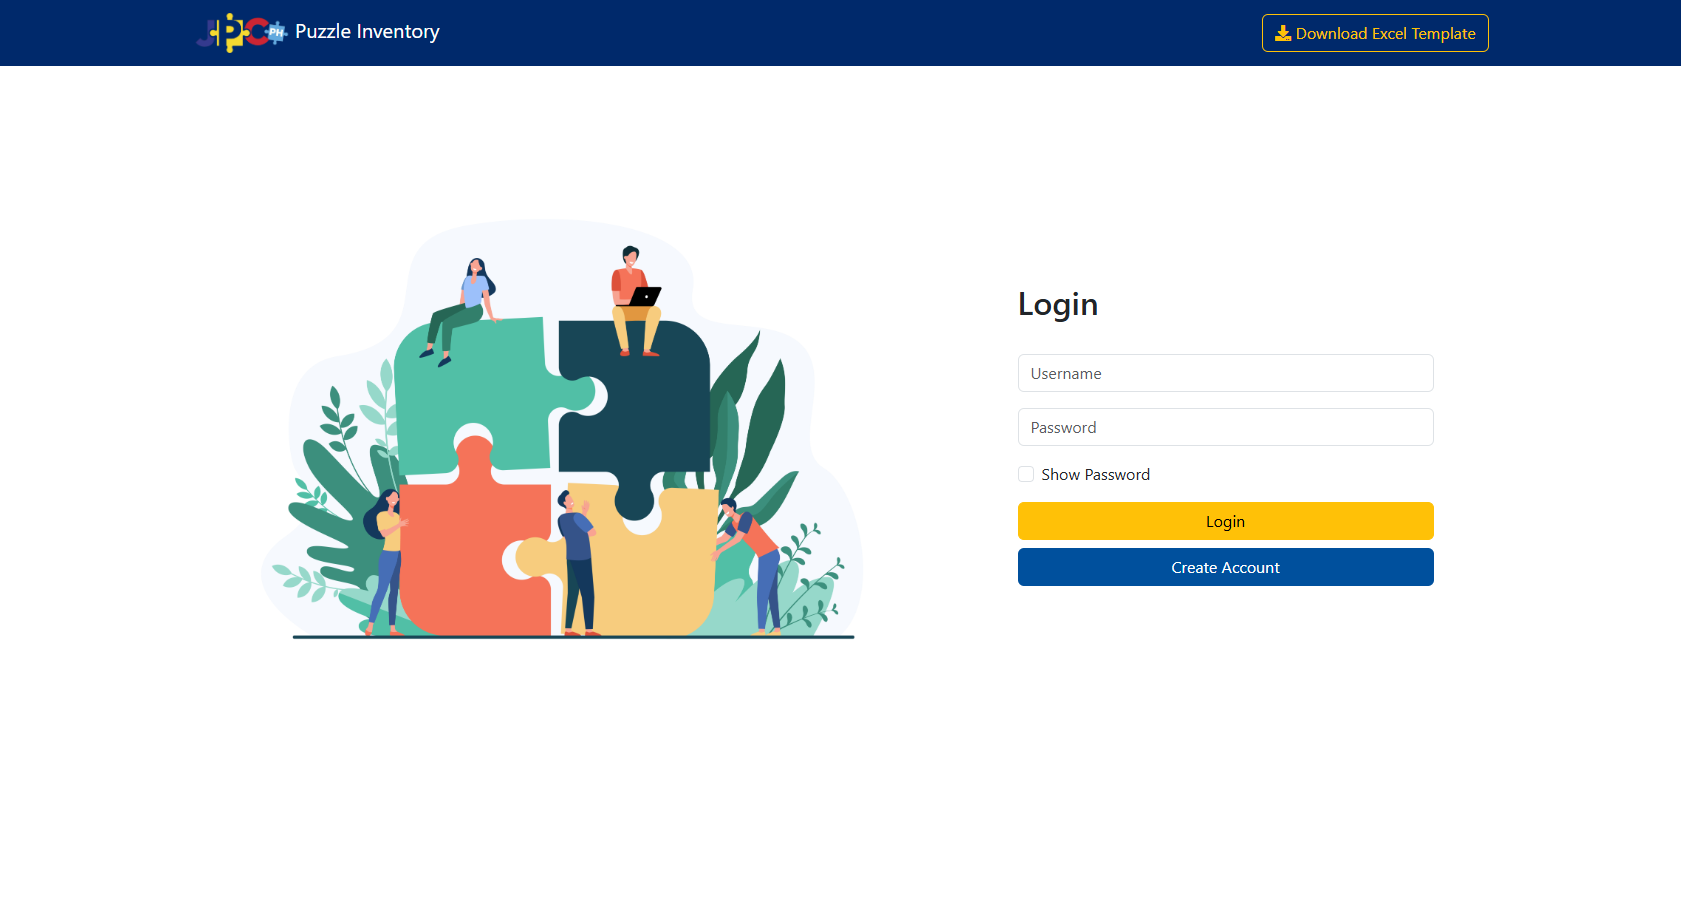 JPC PH Puzzle Inventory
Download Excel Template
Login
Username
Password
Show Password
Login
Create Account